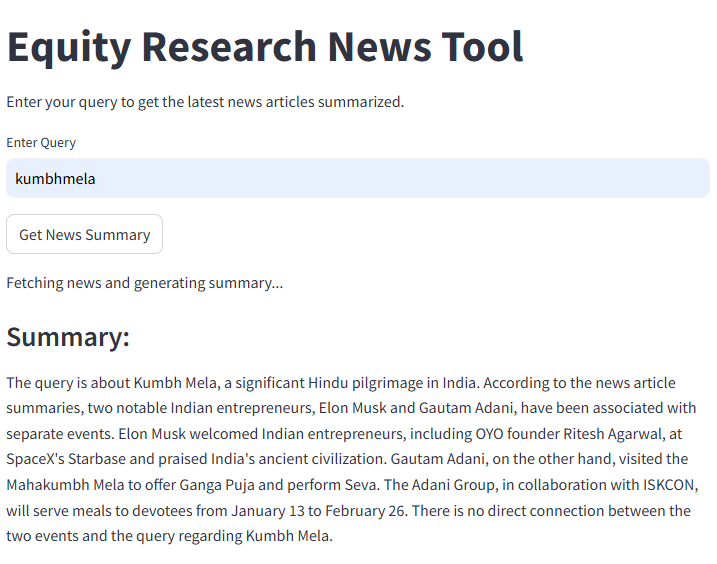 Equity Research News Tool
Enter your query to get the latest news articles summarized.
Enter Query
kumbhmela
Get News Summary
Fetching news and generating summary...
Summary:
The query is about Kumbh Mela, a significant Hindu pilgrimage in India. According to the news article
summaries, two notable Indian entrepreneurs, Elon Musk and Gautam Adani, have been associated with
separate events. Elon Musk welcomed Indian entrepreneurs, including OYO founder Ritesh Agarwal, at
SpaceX's Starbase and praised India's ancient civilization. Gautam Adani, on the other hand, visited the
Mahakumbh Mela to offer Ganga Puja and perform Seva. The Adani Group, in collaboration with ISKCON,
will serve meals to devotees from January 13 to February 26. There is no direct connection between the
two events and the query regarding Kumbh Mela.